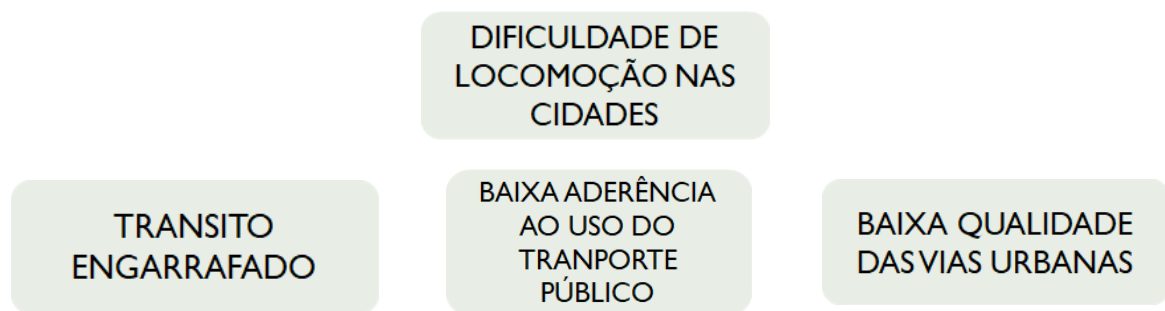 DIFICULDADE DE
LOCOMOÇÃO NAS
CIDADES
TRANSITO
ENGARRAFADO
BAIXA ADERÊNCIA
AO USO DO
TRANPORTE
PÚBLICO
BAIXA QUALIDADE
DAS VIAS URBANAS